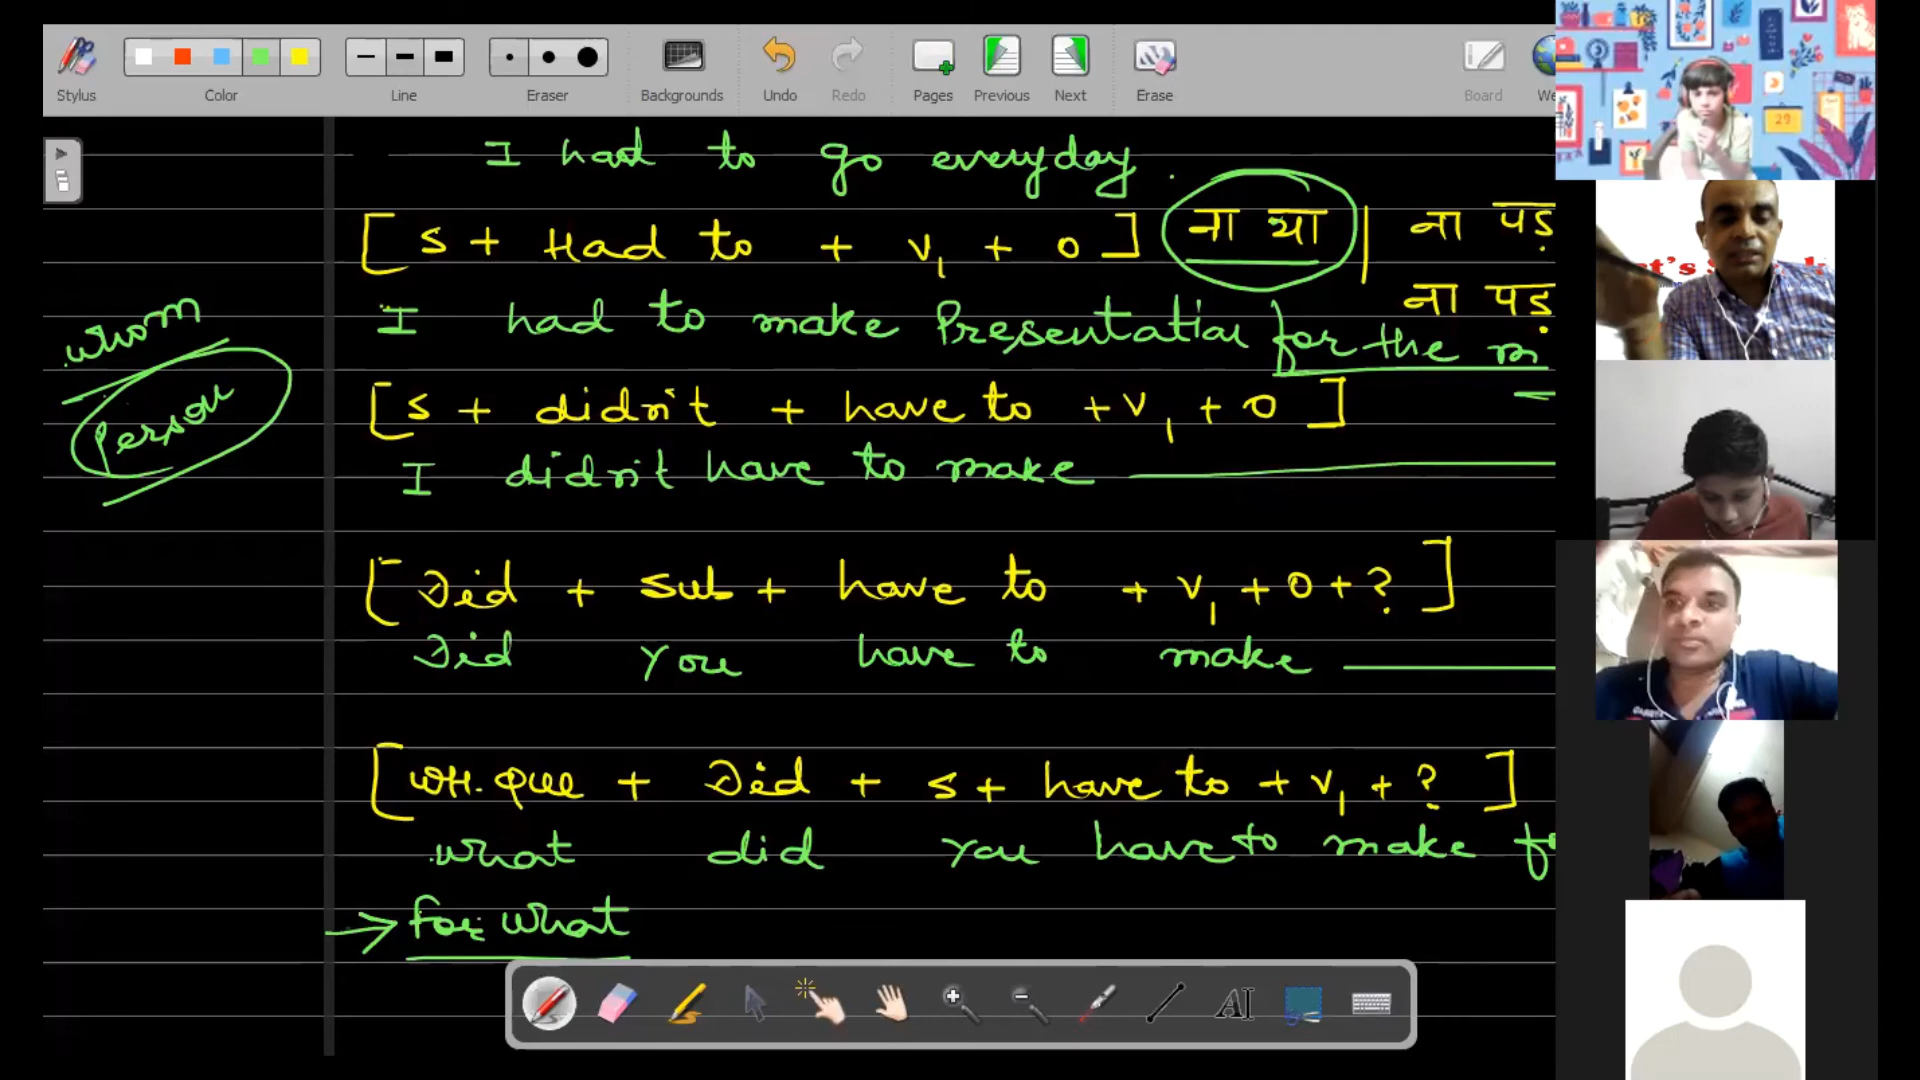 Stylus Color Line Eraser Backgrounds Undo Redo Pages Previous Next Erase Board
I had to go everyday.
[ S + Had to + V1 + O ] ना था | ना पड़
ना पड़
I had to make Presentation for the m
whom
person
[ S + didn't + have to + V1 + O ]
I didn't have to make
[ Did + sub + have to + V1 + O + ? ]
Did you have to make
[ WH. que + Did + S + have to + V1 + ? ]
what did you have to make fo
→ for what
29
AI